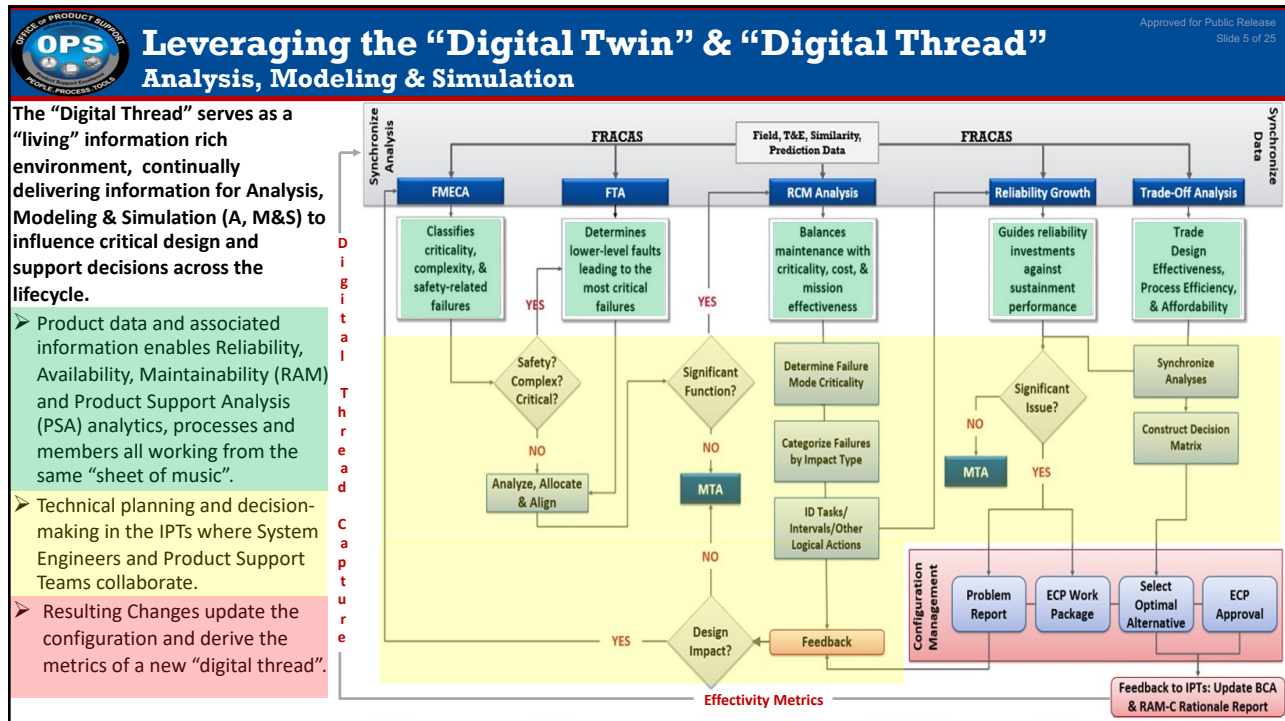 OFFICE OF PRODUCT SUPPORT
OPS
Product Support Excellence
PEOPLE.PROCESS.TOOLS
Leveraging the “Digital Twin” & “Digital Thread”
Analysis, Modeling & Simulation
Approved for Public Release
Slide 5 of 25
The “Digital Thread” serves as a
“living” information rich
environment, continually
delivering information for Analysis,
Modeling & Simulation (A, M&S) to
influence critical design and
support decisions across the
lifecycle.
➢ Product data and associated
information enables Reliability,
Availability, Maintainability (RAM)
and Product Support Analysis
(PSA) analytics, processes and
members all working from the
same “sheet of music”.
➢ Technical planning and decision-
making in the IPTs where System
Engineers and Product Support
Teams collaborate.
➢ Resulting Changes update the
configuration and derive the
metrics of a new “digital thread”.
Digital Thread Capture
Synchronize
Analysis
FRACAS
Field, T&E, Similarity,
Prediction Data
FRACAS
Synchronize
Data
FMECA
FTA
RCM Analysis
Reliability Growth
Trade-Off Analysis
Classifies
criticality,
complexity, &
safety-related
failures
Determines
lower-level faults
leading to the
most critical
failures
Balances
maintenance with
criticality, cost, &
mission
effectiveness
Guides reliability
investments
against
sustainment
performance
Trade
Design
Effectiveness,
Process Efficiency,
& Affordability
YES
YES
Safety?
Complex?
Critical?
Significant
Function?
Determine Failure
Mode Criticality
Significant
Issue?
Synchronize
Analyses
NO
NO
NO
YES
Construct Decision
Matrix
Categorize Failures
by Impact Type
MTA
Analyze, Allocate
& Align
MTA
ID Tasks/
Intervals/Other
Logical Actions
NO
Configuration
Management
Problem
Report
ECP Work
Package
Select
Optimal
Alternative
ECP
Approval
YES
Design
Impact?
Feedback
Effectivity Metrics
Feedback to IPTs: Update BCA
& RAM-C Rationale Report